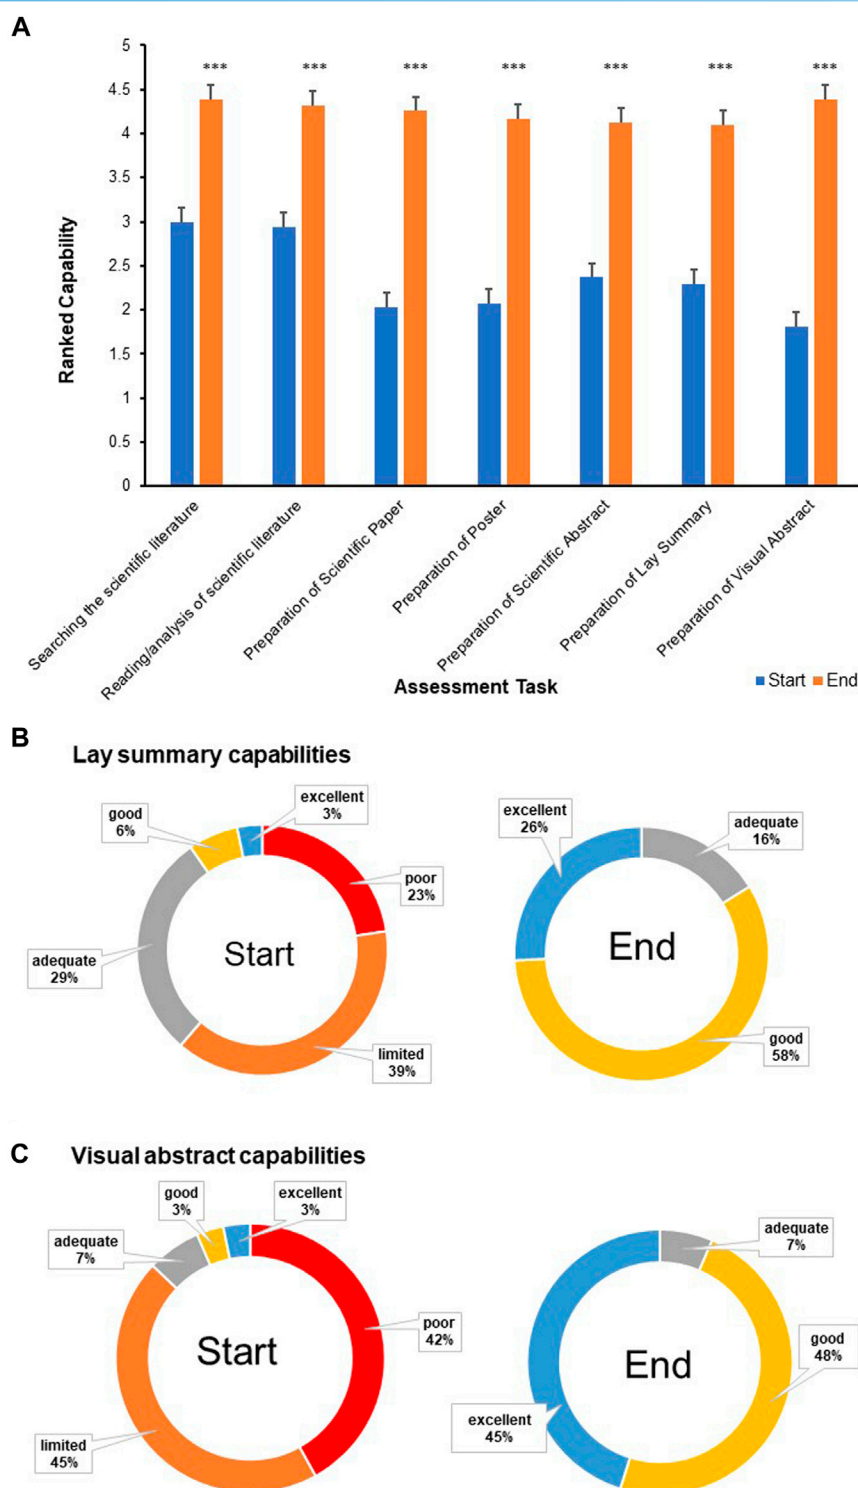 A
5
4.5
4
3.5
3
2.5
2
1.5
1
0.5
0
Ranked Capability
*** *** *** *** *** *** ***
Searching the scientific literature
Reading/analysis of scientific literature
Preparation of Scientific Paper
Preparation of Poster
Preparation of Scientific Abstract
Preparation of Lay Summary
Preparation of Visual Abstract
Assessment Task
Start End
B
Lay summary capabilities
good
6%
excellent
3%
poor
23%
adequate
29%
limited
39%
Start
excellent
26%
adequate
16%
good
58%
End
C
Visual abstract capabilities
good
3%
excellent
3%
adequate
7%
poor
42%
limited
45%
Start
adequate
7%
good
48%
excellent
45%
End